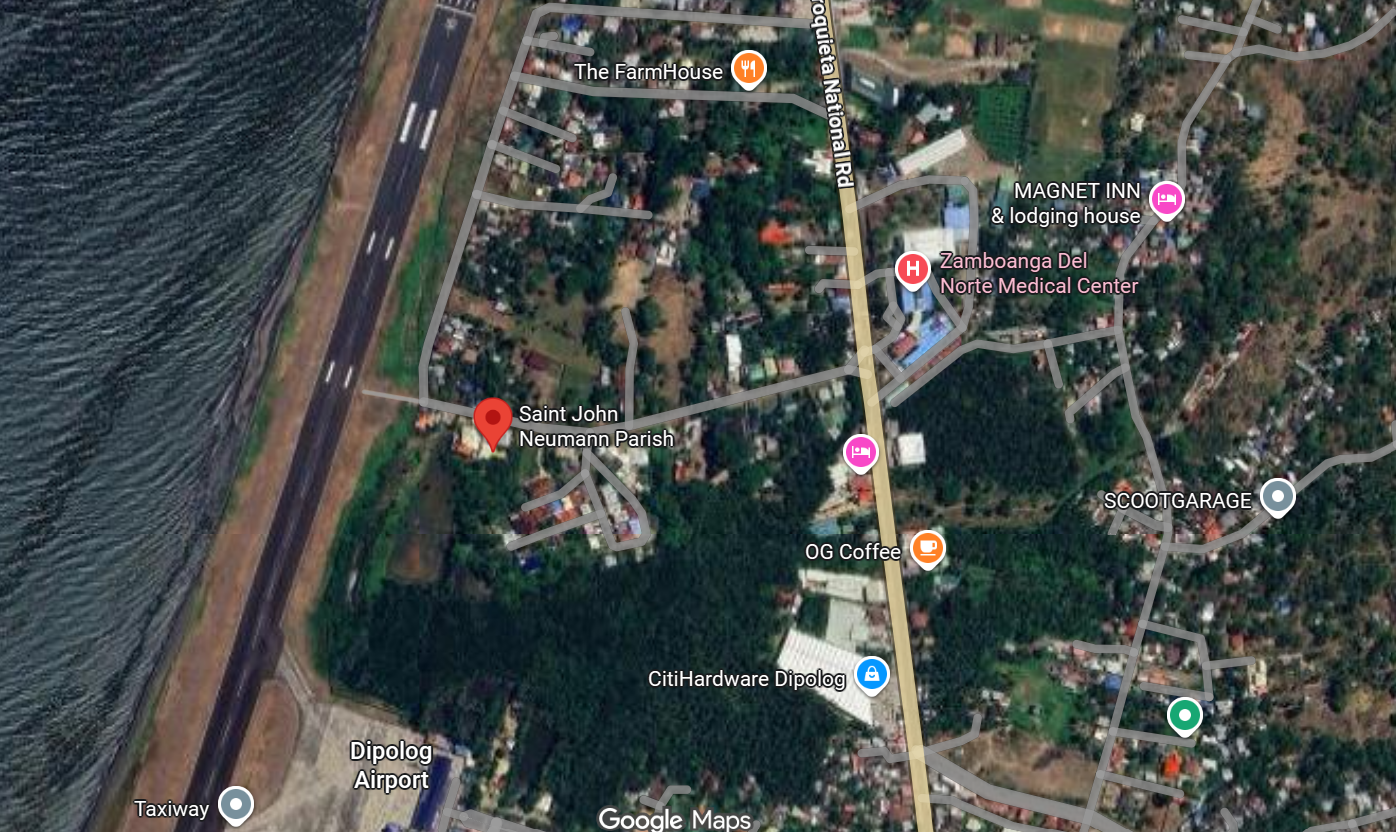 roquieta National Rd
The FarmHouse
MAGNET INN
& lodging house
Zamboanga Del
Norte Medical Center
H
Saint John
Neumann Parish
SCOOTGARAGE
OG Coffee
CitiHardware Dipolog
Dipolog
Airport
Taxiway
Google Maps